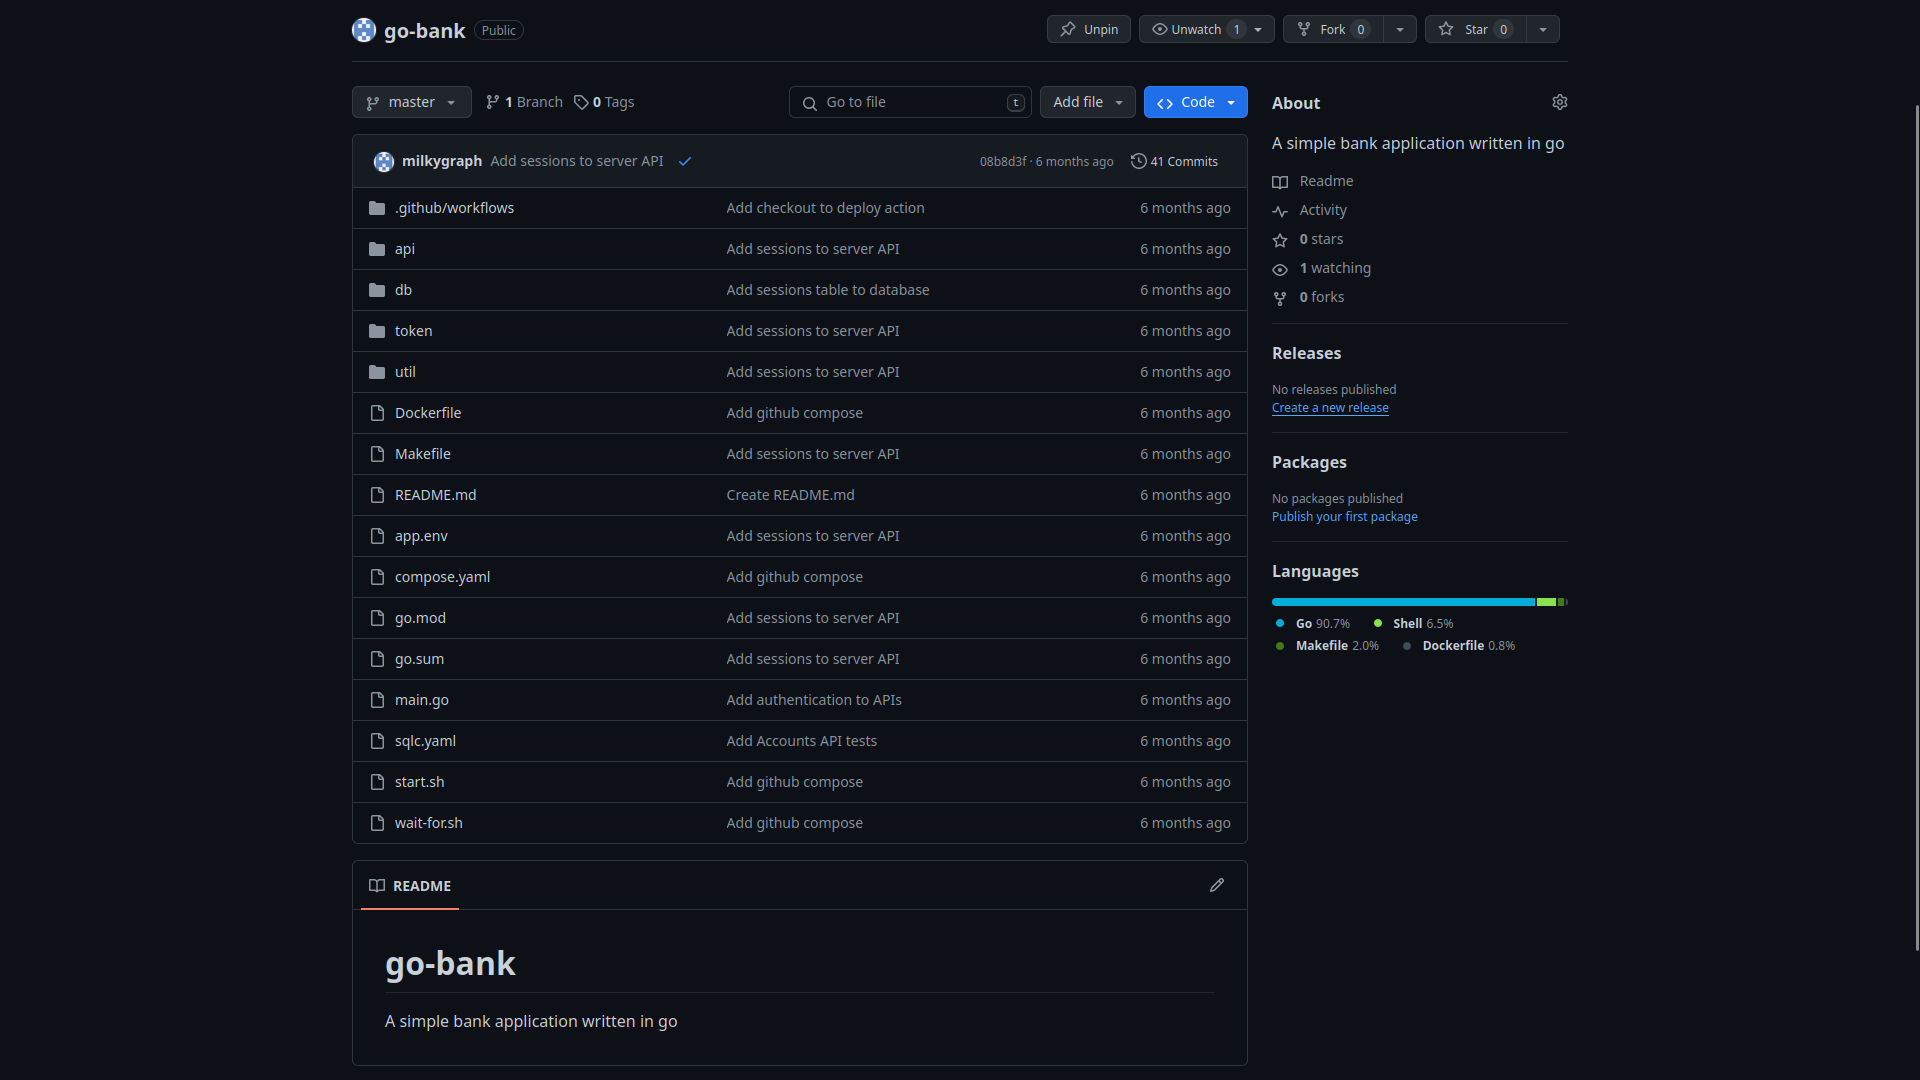 go-bank Public Unpin Unwatch 1 Fork 0 Star 0
master 1 Branch 0 Tags Go to file t Add file Code
milkygraph Add sessions to server API 08b8d3f · 6 months ago 41 Commits
.github/workflows Add checkout to deploy action 6 months ago
api Add sessions to server API 6 months ago
db Add sessions table to database 6 months ago
token Add sessions to server API 6 months ago
util Add sessions to server API 6 months ago
Dockerfile Add github compose 6 months ago
Makefile Add sessions to server API 6 months ago
README.md Create README.md 6 months ago
app.env Add sessions to server API 6 months ago
compose.yaml Add github compose 6 months ago
go.mod Add sessions to server API 6 months ago
go.sum Add sessions to server API 6 months ago
main.go Add authentication to APIs 6 months ago
sqlc.yaml Add Accounts API tests 6 months ago
start.sh Add github compose 6 months ago
wait-for.sh Add github compose 6 months ago
README
go-bank
A simple bank application written in go
About
A simple bank application written in go
Readme
Activity
0 stars
1 watching
0 forks
Releases
No releases published
Create a new release
Packages
No packages published
Publish your first package
Languages
Go 90.7% Shell 6.5%
Makefile 2.0% Dockerfile 0.8%